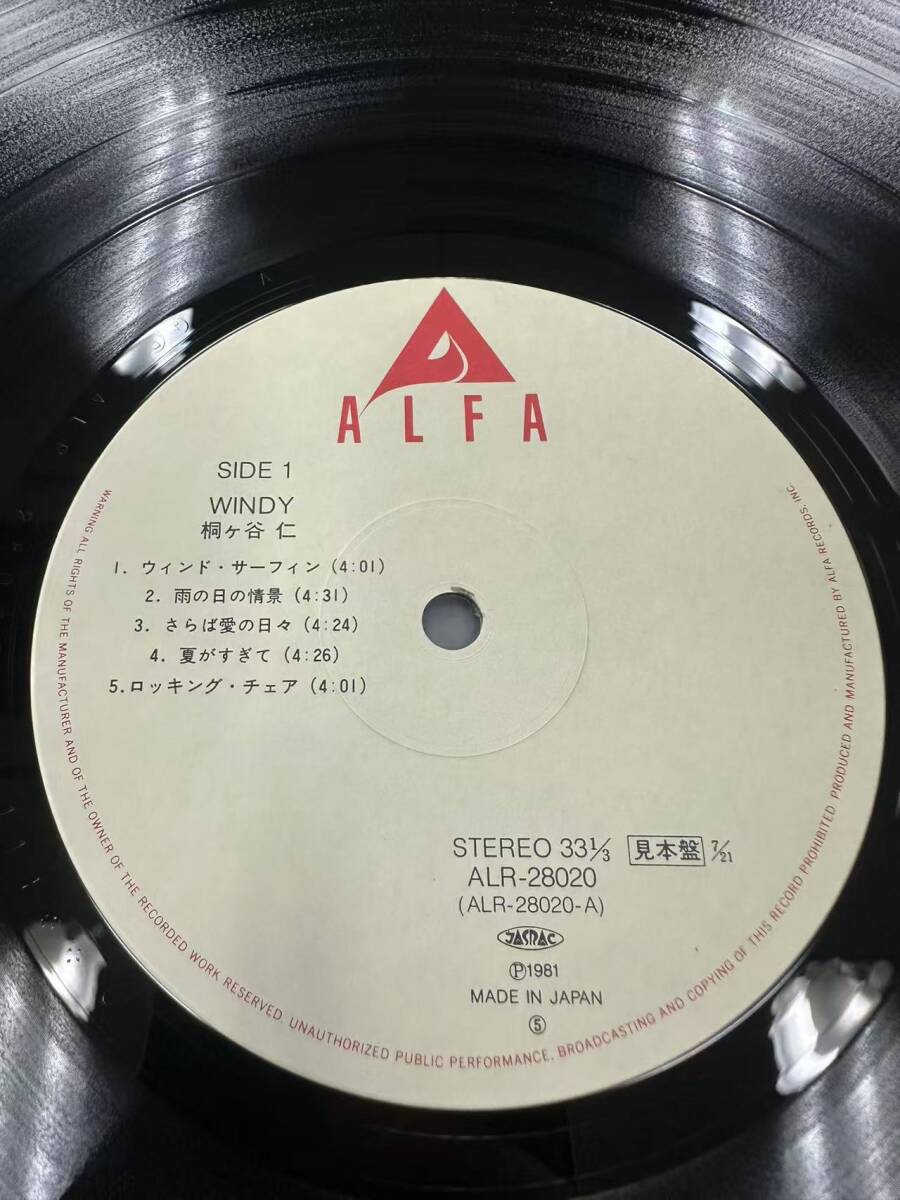 ALFA
SIDE 1
WINDY
桐ヶ谷 仁
1. ウィンド・サーフィン (4:01)
2. 雨の日の情景 (4:31)
3. さらば愛の日々 (4:24)
4. 夏がすぎて (4:26)
5.ロッキング・チェア (4:01)
STEREO 33⅓ 見本盤 7/21
ALR-28020
(ALR-28020-A)
JASRAC
Ⓟ1981
MADE IN JAPAN
⑤
WARNING ALL RIGHTS OF THE MANUFACTURER AND OF THE OWNER OF THE RECORDED WORK RESERVED. UNAUTHORIZED PUBLIC PERFORMANCE, BROADCASTING AND COPYING OF THIS RECORD PROHIBITED. PRODUCED AND MANUFACTURED BY ALFA RECORDS, INC.